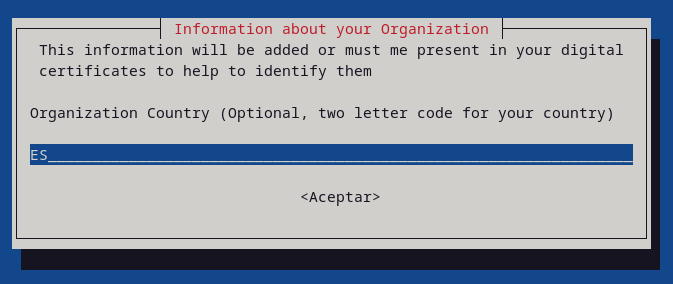 Information about your Organization
This information will be added or must me present in your digital
certificates to help to identify them
Organization Country (Optional, two letter code for your country)
ES
<Aceptar>